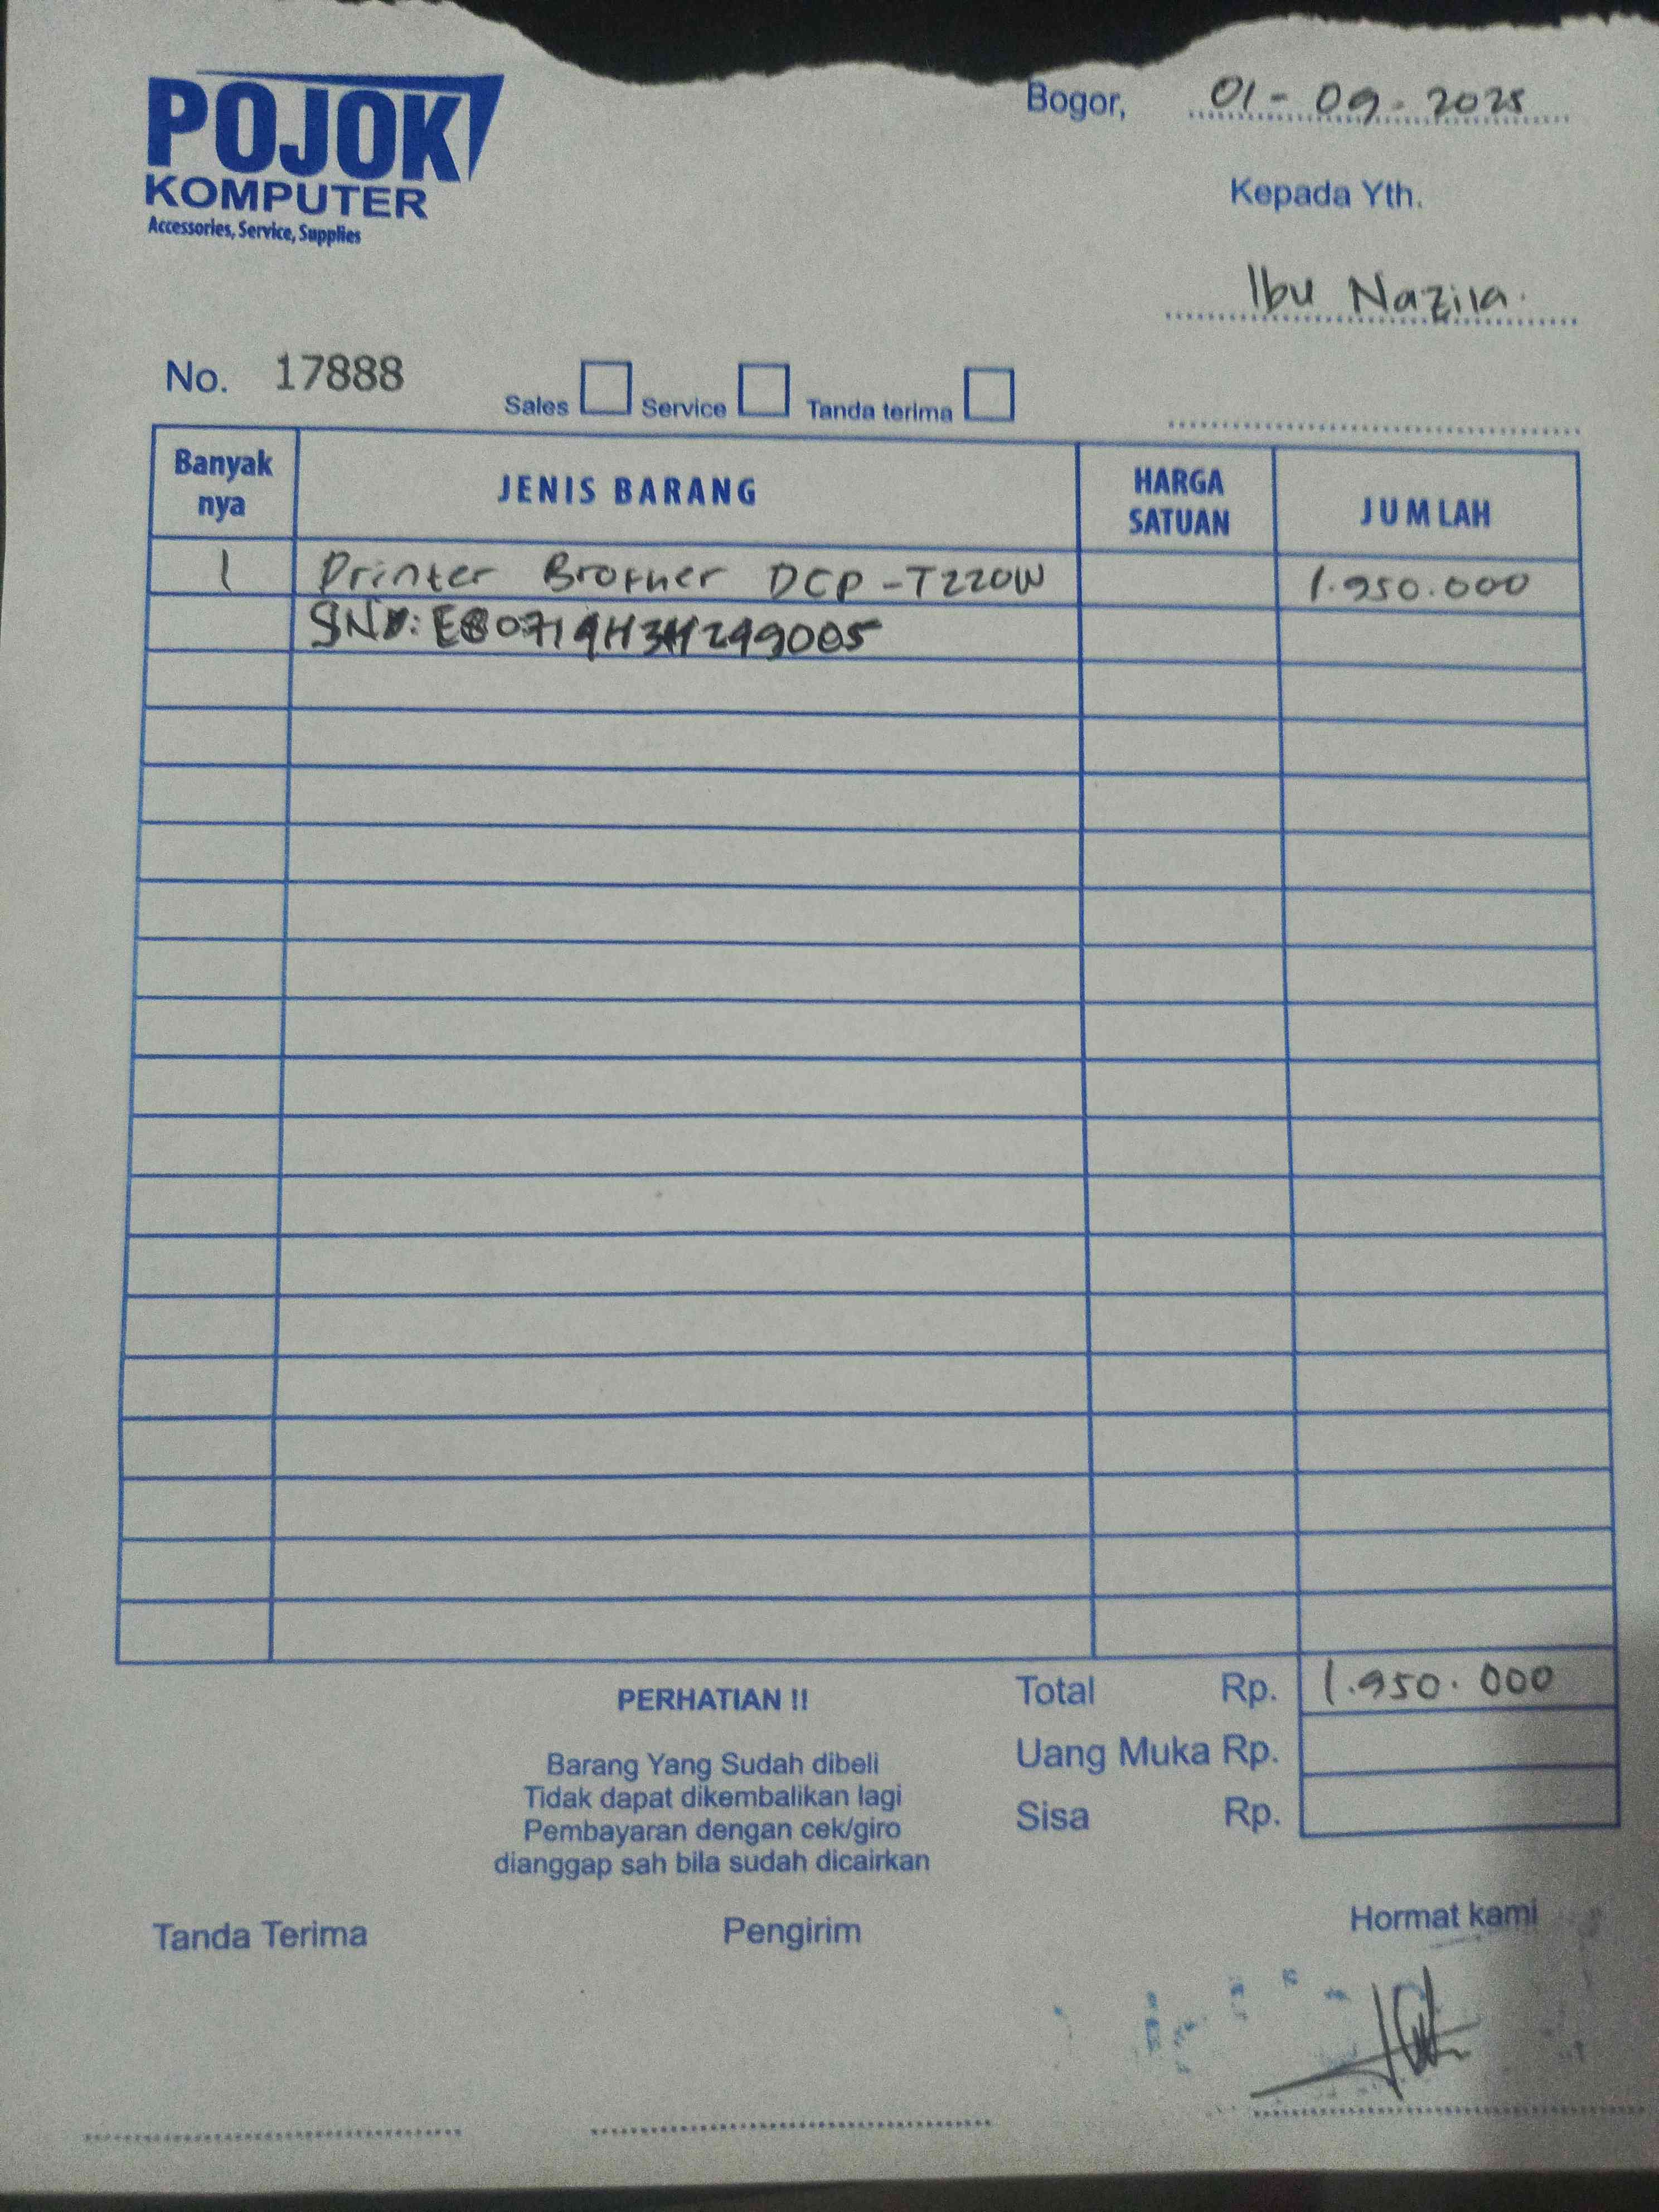 POJOK
KOMPUTER
Accessories, Service, Supplies
Bogor, 01-09-2025
Kepada Yth.
Ibu Nazila.
No. 17888
Sales Service Tanda terima
Banyak nya JENIS BARANG HARGA SATUAN JUMLAH
1 Printer Brother DCP-T220W 1.950.000
Total Rp. 1.950.000
Uang Muka Rp.
Sisa Rp.
PERHATIAN !!
Barang Yang Sudah dibeli
Tidak dapat dikembalikan lagi
Pembayaran dengan cek/giro
dianggap sah bila sudah dicairkan
Tanda Terima Pengirim Hormat kami